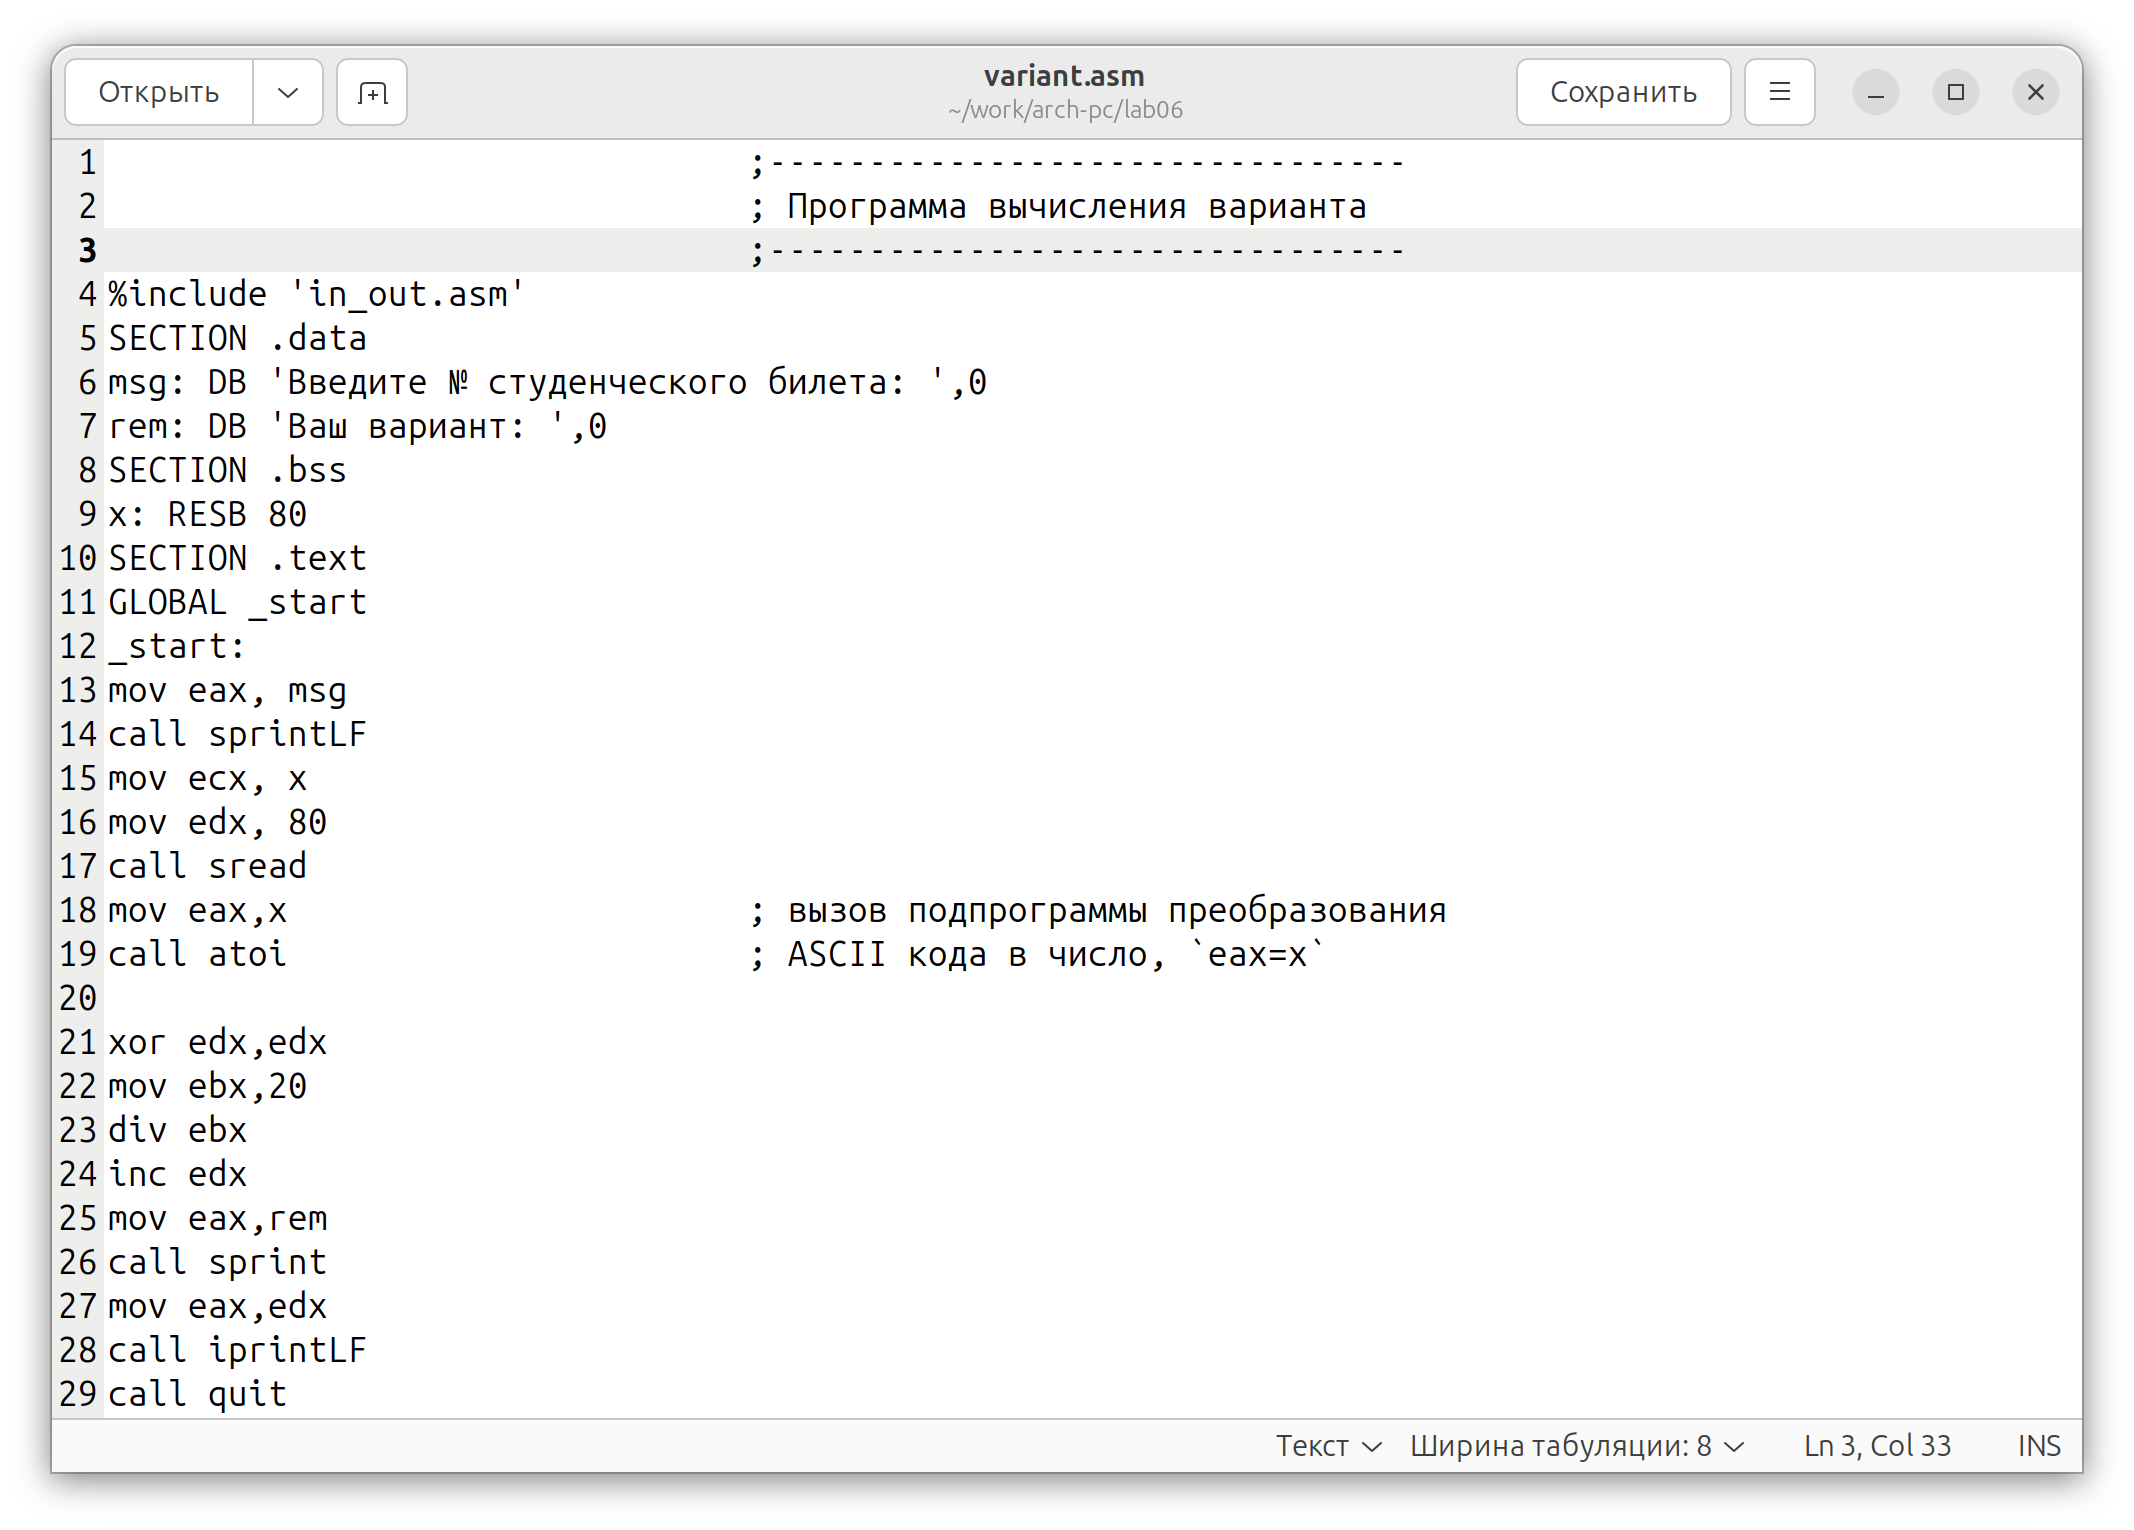 Открыть
variant.asm
~/work/arch-pc/lab06
Сохранить
1 ;--------------------------------
2 ; Программа вычисления варианта
3 ;--------------------------------
4 %include 'in_out.asm'
5 SECTION .data
6 msg: DB 'Введите № студенческого билета: ',0
7 rem: DB 'Ваш вариант: ',0
8 SECTION .bss
9 x: RESB 80
10 SECTION .text
11 GLOBAL _start
12 _start:
13 mov eax, msg
14 call sprintLF
15 mov ecx, x
16 mov edx, 80
17 call sread
18 mov eax,x ; вызов подпрограммы преобразования
19 call atoi ; ASCII кода в число, `eax=x`
20
21 xor edx,edx
22 mov ebx,20
23 div ebx
24 inc edx
25 mov eax,rem
26 call sprint
27 mov eax,edx
28 call iprintLF
29 call quit
Текст Ширина табуляции: 8 Ln 3, Col 33 INS